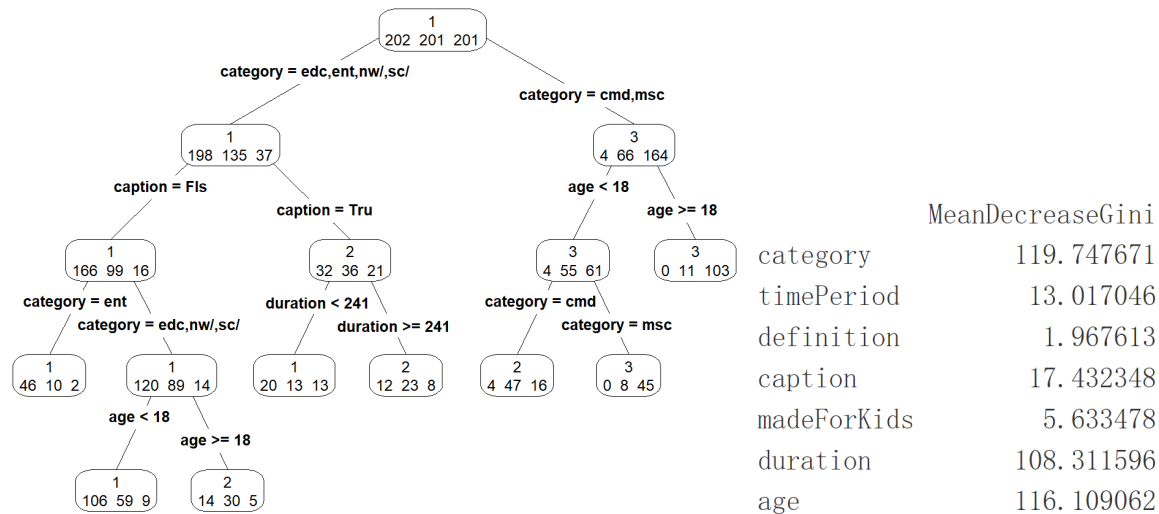 1
202 201 201
category = edc,ent,nw/,sc/
category = cmd,msc
1
198 135 37
3
4 66 164
caption = Fls
caption = Tru
age < 18
age >= 18
1
166 99 16
2
32 36 21
3
4 55 61
3
0 11 103
category = ent
category = edc,nw/,sc/
duration < 241
duration >= 241
category = cmd
category = msc
1
46 10 2
1
120 89 14
1
20 13 13
2
12 23 8
2
4 47 16
3
0 8 45
age < 18
age >= 18
1
106 59 9
2
14 30 5
MeanDecreaseGini
category 119.747671
timePeriod 13.017046
definition 1.967613
caption 17.432348
madeForKids 5.633478
duration 108.311596
age 116.109062